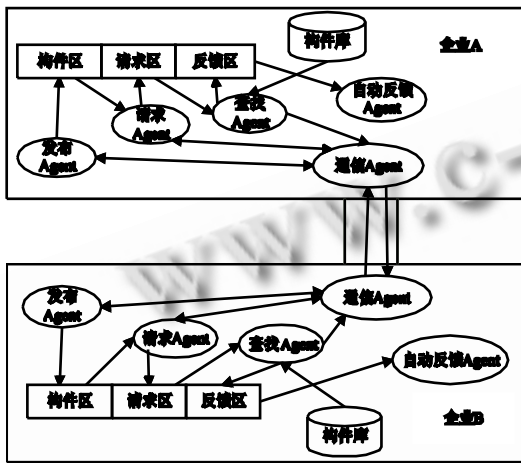 构件库
企业A
构件区 请求区 反馈区
自动反馈
Agent
查找
Agent
请求
Agent
发布
Agent
通信Agent
www.c-
通信Agent
发布
Agent
请求Agent
查找Agent
自动反馈Agent
构件区 请求区 反馈区
企业B
构件库